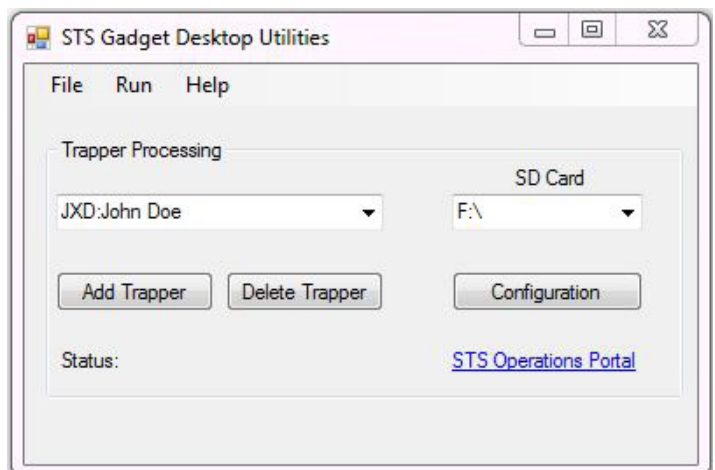 STS Gadget Desktop Utilities
File Run Help
Trapper Processing
SD Card
JXD:John Doe F:\
Add Trapper Delete Trapper Configuration
Status: STS Operations Portal